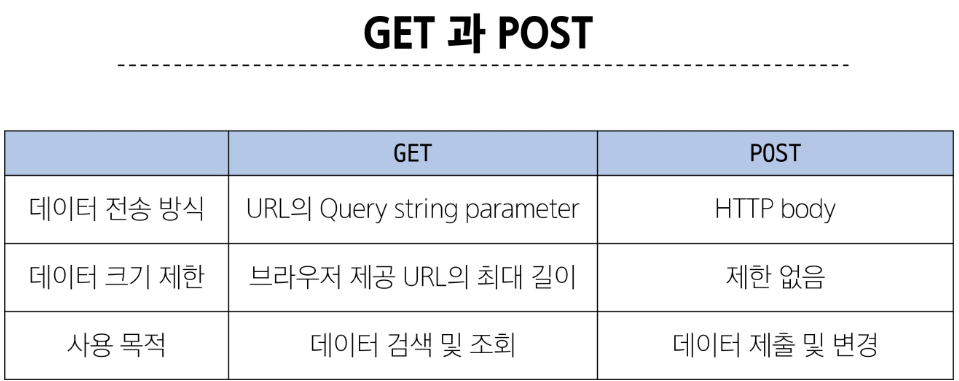 GET 과 POST
GET POST
데이터 전송 방식 URL의 Query string parameter HTTP body
데이터 크기 제한 브라우저 제공 URL의 최대 길이 제한 없음
사용 목적 데이터 검색 및 조회 데이터 제출 및 변경